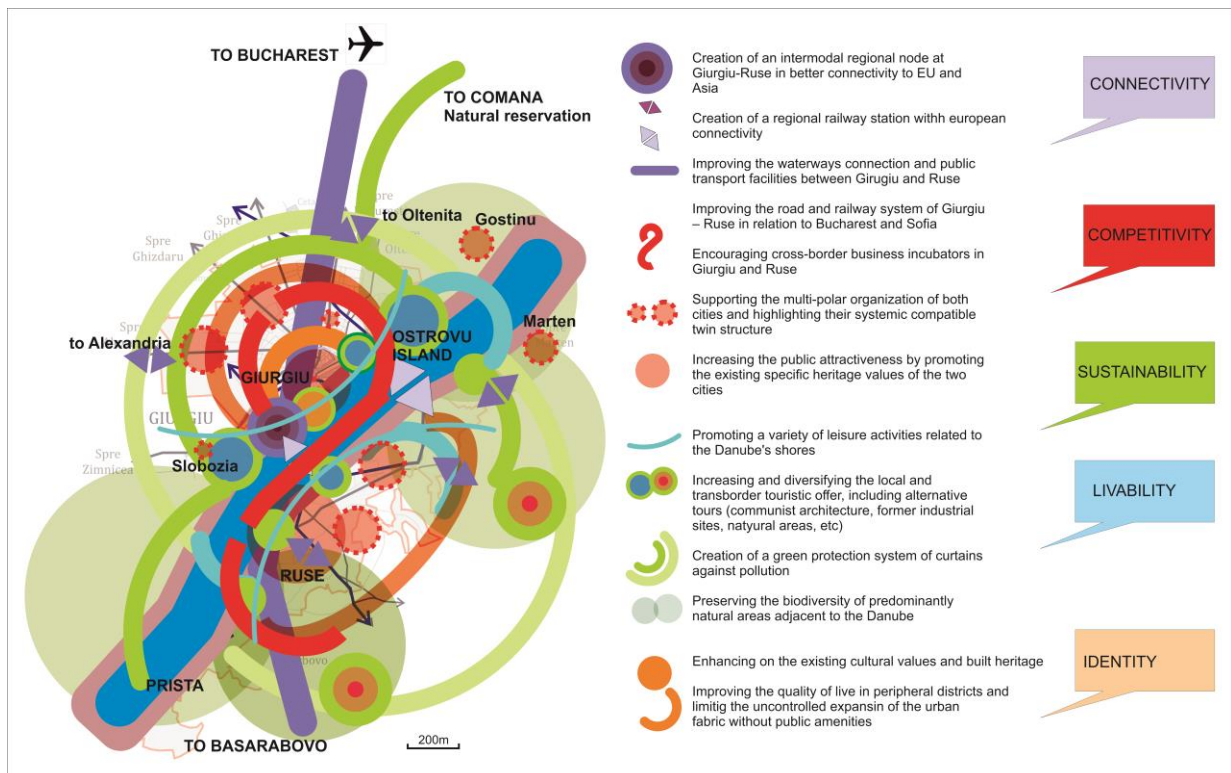 TO BUCHAREST
TO COMANA
Natural reservation
to Oltenita
Gostinu
Spre
Spre
Ghizdaru
to Alexandria
OSTROVU
ISLAND
Marten
GIURGIU
GIURGIU
Spre
Zimnicea
Slobozia
RUSE
PRISTA
TO BASARABOVO
200m
Creation of an intermodal regional node at
Giurgiu-Ruse in better connectivity to EU and
Asia
Creation of a regional railway station withh european
connectivity
Improving the waterways connection and public
transport facilities between Girugiu and Ruse
Improving the road and railway system of Giurgiu
– Ruse in relation to Bucharest and Sofia
Encouraging cross-border business incubators in
Giurgiu and Ruse
Supporting the multi-polar organization of both
cities and highlighting their systemic compatible
twin structure
Increasing the public attractiveness by promoting
the existing specific heritage values of the two
cities
Promoting a variety of leisure activities related to
the Danube's shores
Increasing and diversifying the local and
transborder touristic offer, including alternative
tours (communist architecture, former industrial
sites, natyural areas, etc)
Creation of a green protection system of curtains
against pollution
Preserving the biodiversity of predominantly
natural areas adjacent to the Danube
Enhancing on the existing cultural values and built heritage
Improving the quality of live in peripheral districts and
limitig the uncontrolled expansin of the urban
fabric without public amenities
CONNECTIVITY
COMPETITIVITY
SUSTAINABILITY
LIVABILITY
IDENTITY